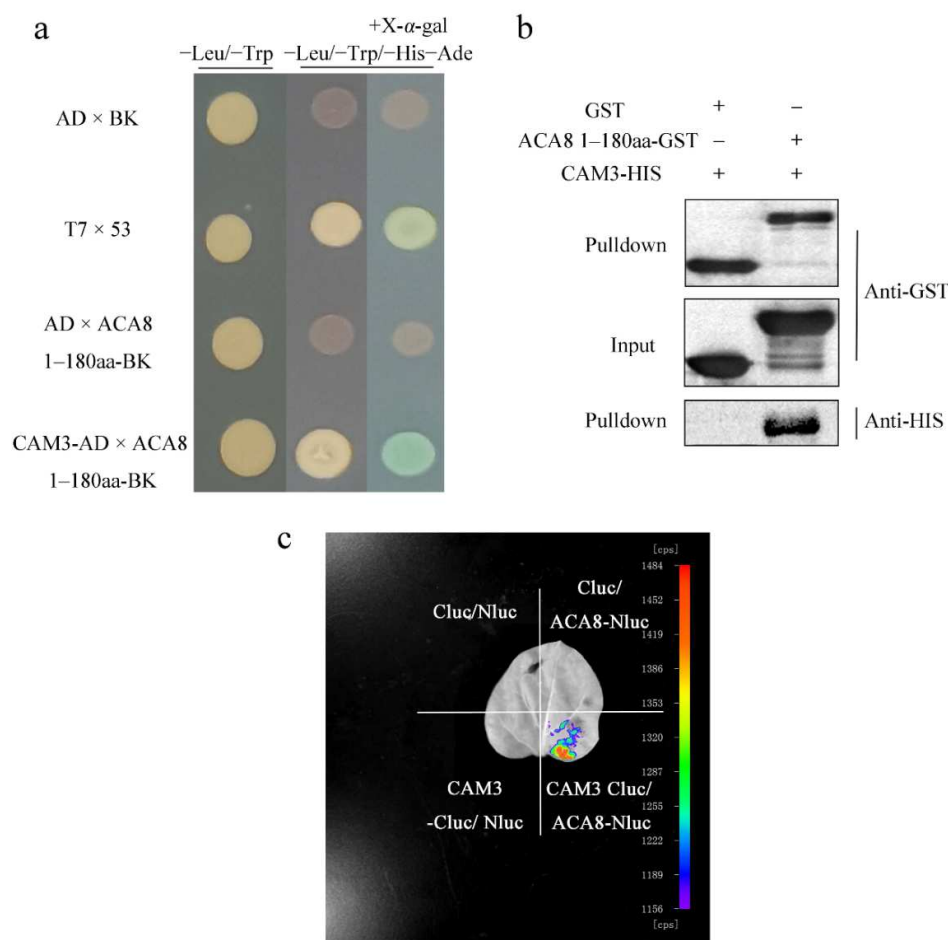 a
+X-α-gal
−Leu/−Trp −Leu/−Trp/−His−Ade
AD × BK
T7 × 53
AD × ACA8
1–180aa-BK
CAM3-AD × ACA8
1–180aa-BK
b
GST + −
ACA8 1–180aa-GST − +
CAM3-HIS + +
Pulldown
Anti-GST
Input
Pulldown Anti-HIS
c
[cps]
1484
1452
1419
1386
1353
1320
1287
1255
1222
1189
1156
[cps]
Cluc/Nluc
Cluc/
ACA8-Nluc
CAM3
-Cluc/ Nluc
CAM3 Cluc/
ACA8-Nluc